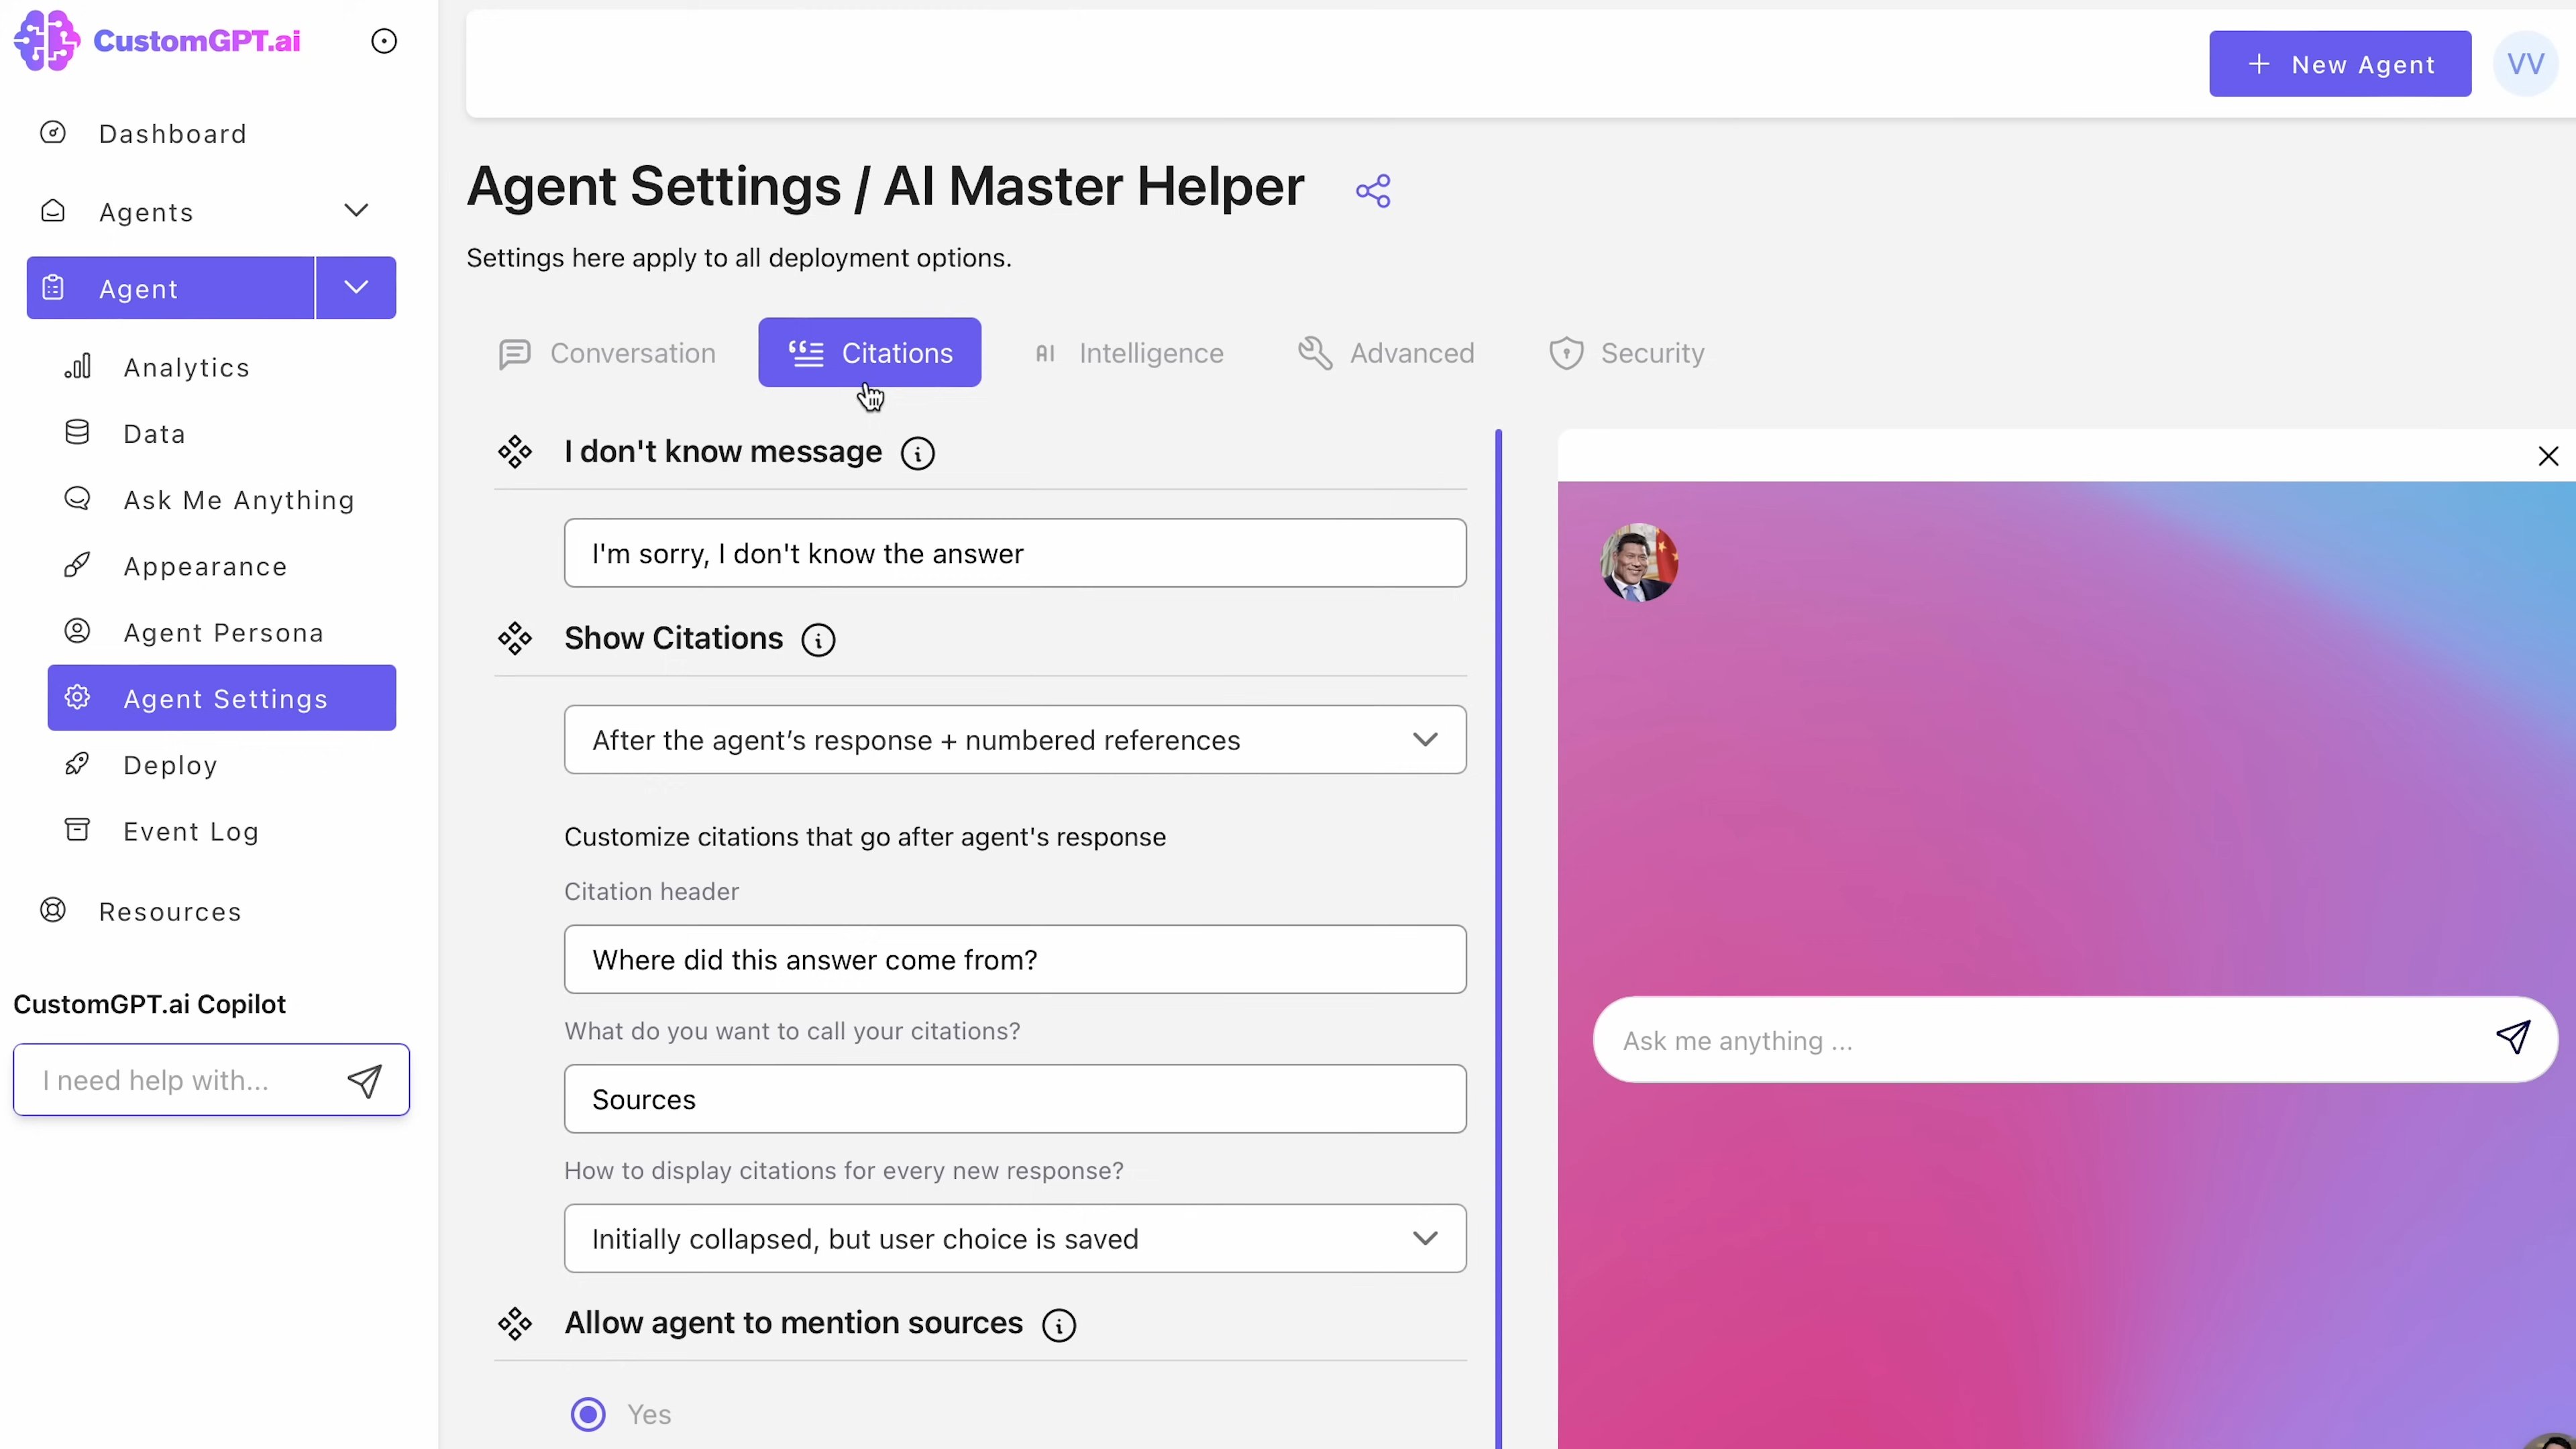 CustomGPT.ai
Dashboard
Agents
Agent
Analytics
Data
Ask Me Anything
Appearance
Agent Persona
Agent Settings
Deploy
Event Log
Resources
CustomGPT.ai Copilot
I need help with...
+ New Agent
VV
Agent Settings / AI Master Helper
Settings here apply to all deployment options.
Conversation
Citations
AI Intelligence
Advanced
Security
I don't know message
I'm sorry, I don't know the answer
Show Citations
After the agent’s response + numbered references
Customize citations that go after agent's response
Citation header
Where did this answer come from?
What do you want to call your citations?
Sources
How to display citations for every new response?
Initially collapsed, but user choice is saved
Allow agent to mention sources
Yes
Ask me anything ...